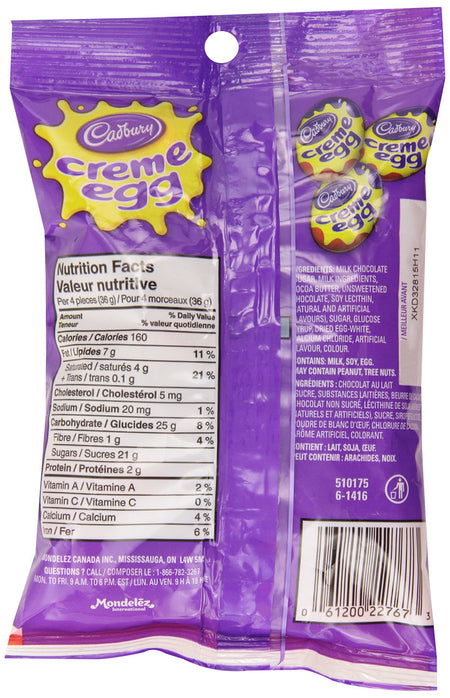 Cadbury
creme
egg
Cadbury
creme
egg
Cadbury
creme
egg
Cadbury
creme
egg
Nutrition Facts
Valeur nutritive
Per 4 pieces (36 g) / Pour 4 morceaux (36 g)
Amount % Daily Value
Teneur % valeur quotidienne
Calories / Calories 160
Fat / Lipides 7 g 11 %
Saturated / saturés 4 g
+ Trans / trans 0.1 g 21 %
Cholesterol / Cholestérol 5 mg
Sodium / Sodium 20 mg 1 %
Carbohydrate / Glucides 25 g 8 %
Fibre / Fibres 1 g 4 %
Sugars / Sucres 21 g
Protein / Protéines 2 g
Vitamin A / Vitamine A 2 %
Vitamin C / Vitamine C 0 %
Calcium / Calcium 4 %
Iron / Fer 6 %
MONDELEZ CANADA INC., MISSISSAUGA, ON L4W 5M
QUESTIONS ? CALL / COMPOSER LE : 1-866-782-3267
MON. TO FRI. 9 A.M. TO 6 P.M. EST / LUN. AU VEN. 9 H À 18 H
Mondelēz
International
/ MEILLEUR AVANT
XKD32815H11
INGREDIENTS: MILK CHOCOLATE
SUGAR, MILK INGREDIENTS,
COCOA BUTTER, UNSWEETENED
CHOCOLATE, SOY LECITHIN,
NATURAL AND ARTIFICIAL
FLAVOURS), SUGAR, GLUCOSE
SYRUP, DRIED EGG-WHITE,
CALCIUM CHLORIDE, ARTIFICIAL
FLAVOUR, COLOUR.
CONTAINS: MILK, SOY, EGG.
MAY CONTAIN PEANUT, TREE NUTS.
INGRÉDIENTS : CHOCOLAT AU LAIT
SUCRE, SUBSTANCES LAITIÈRES, BEURRE DE
CHOCOLAT NON SUCRÉ, LÉCITHINE DE
NATURELS ET ARTIFICIELS), SUCRE,
POUDRE DE BLANC D'ŒUF, CHLORURE DE
ARÔME ARTIFICIEL, COLORANT.
CONTIENT : LAIT, SOJA, ŒUF.
PEUT CONTENIR : ARACHIDES, NOIX.
510175
6-1416
0 61200 22767 3